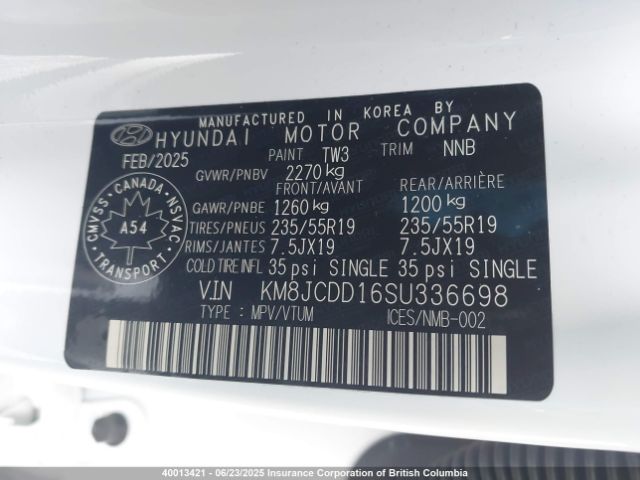 MANUFACTURED IN KOREA BY
HYUNDAI MOTOR COMPANY
FEB/2025 PAINT TW3 TRIM NNB
GVWR/PNBV 2270 kg
FRONT/AVANT REAR/ARRIÈRE
GAWR/PNBE 1260 kg 1200 kg
TIRES/PNEUS 235/55R19 235/55R19
RIMS/JANTES 7.5JX19 7.5JX19
COLD TIRE INFL 35 psi SINGLE 35 psi SINGLE
VIN KM8JCDD16SU336698
TYPE : MPV/VTUM ICES/NMB-002
CMVSS CANADA NSVAC
A54
TRANSPORT
40013421 - 06/23/2025 Insurance Corporation of British Columbia